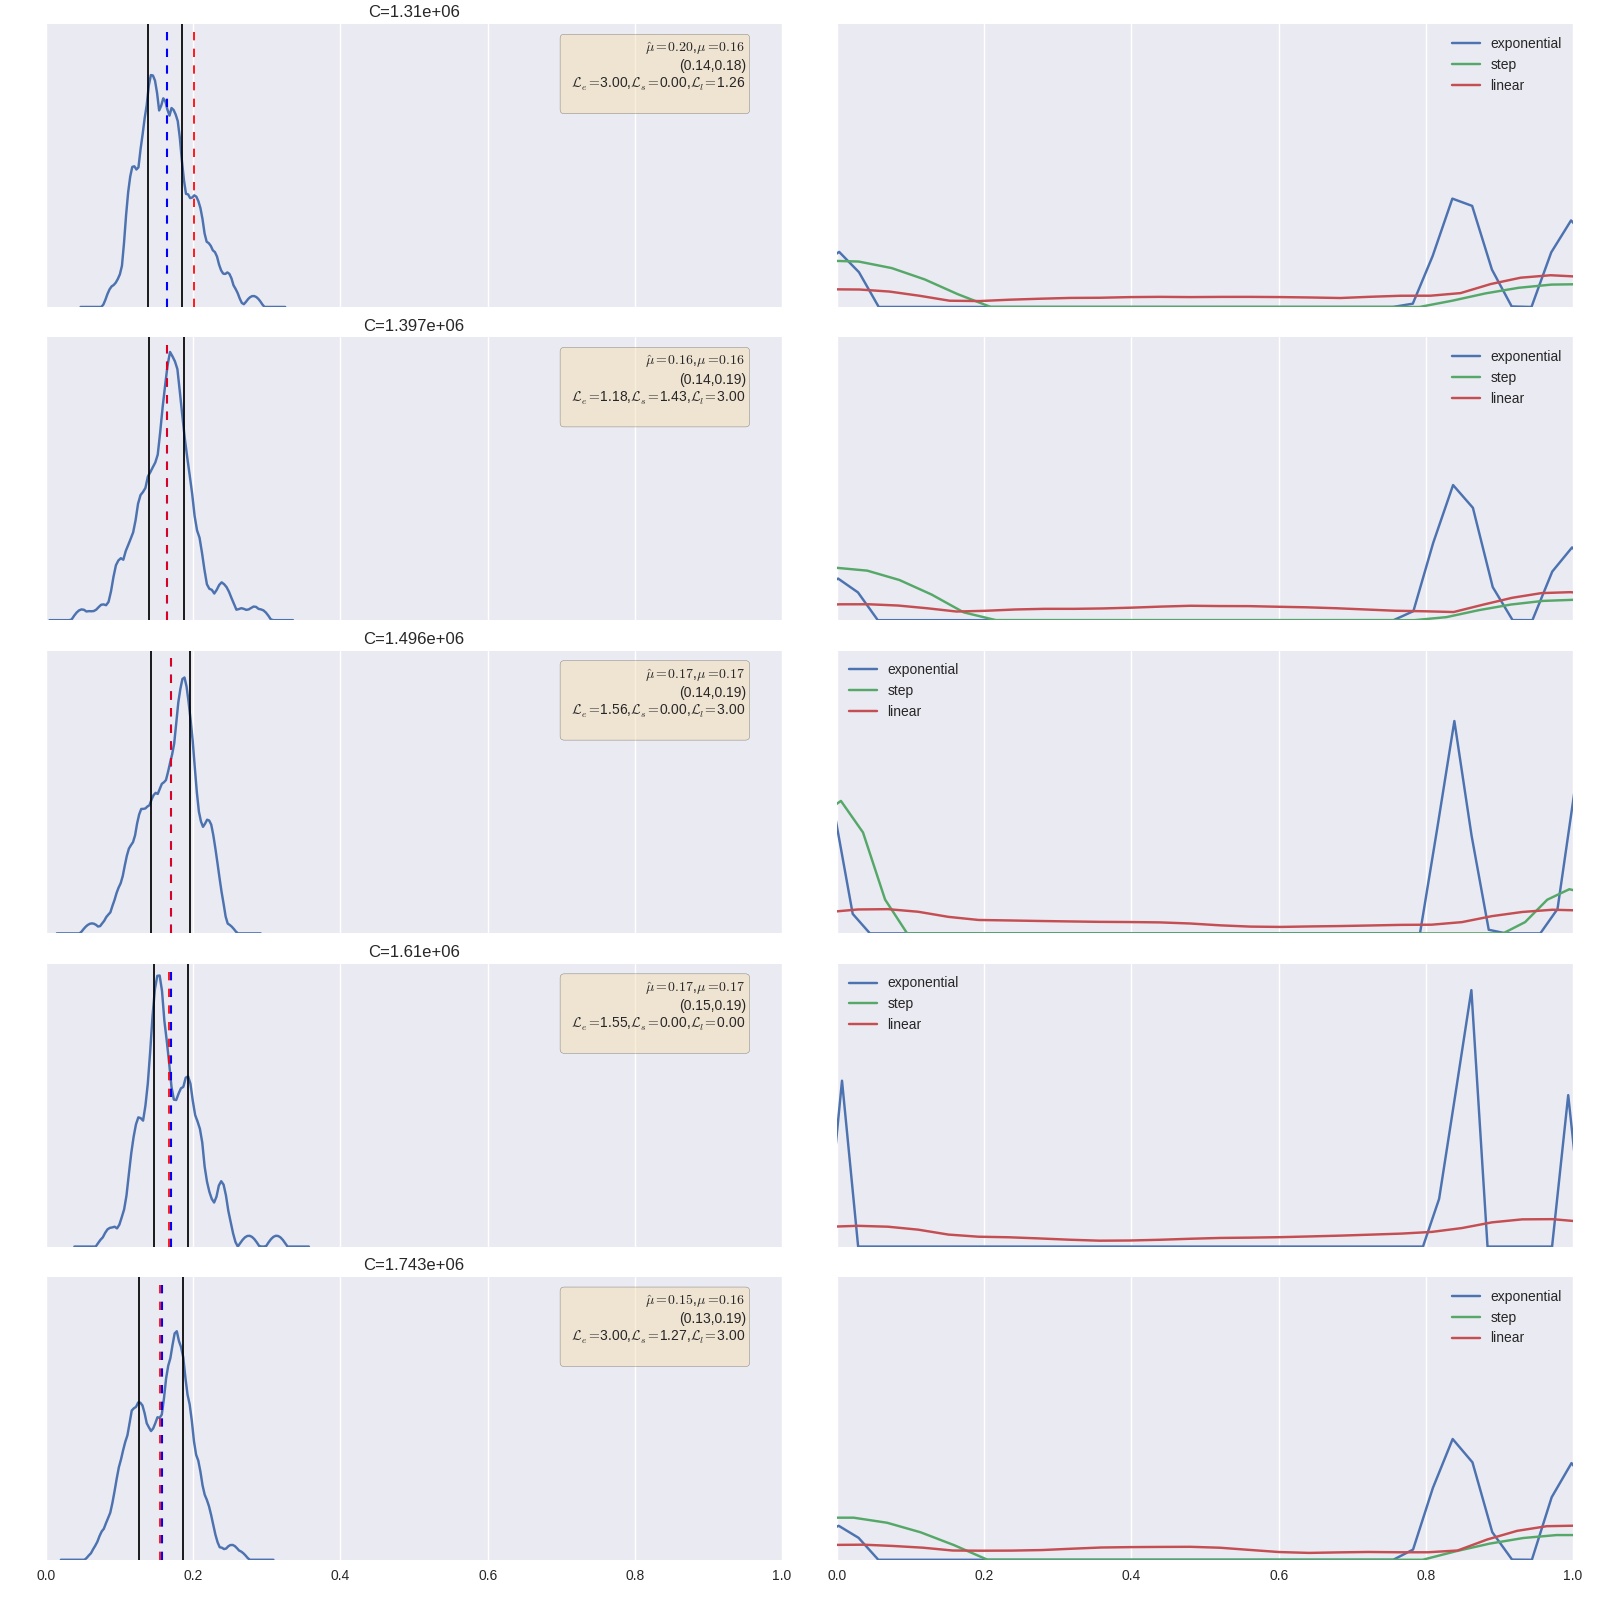 C=1.31e+06
μ̂=0.20,μ=0.16
(0.14,0.18)
ℒₑ=3.00,ℒₛ=0.00,ℒₗ=1.26
exponential
step
linear
C=1.397e+06
μ̂=0.16,μ=0.16
(0.14,0.19)
ℒₑ=1.18,ℒₛ=1.43,ℒₗ=3.00
exponential
step
linear
C=1.496e+06
μ̂=0.17,μ=0.17
(0.14,0.19)
ℒₑ=1.56,ℒₛ=0.00,ℒₗ=3.00
exponential
step
linear
C=1.61e+06
μ̂=0.17,μ=0.17
(0.15,0.19)
ℒₑ=1.55,ℒₛ=0.00,ℒₗ=0.00
exponential
step
linear
C=1.743e+06
μ̂=0.15,μ=0.16
(0.13,0.19)
ℒₑ=3.00,ℒₛ=1.27,ℒₗ=3.00
exponential
step
linear
0.0 0.2 0.4 0.6 0.8 1.0
0.0 0.2 0.4 0.6 0.8 1.0